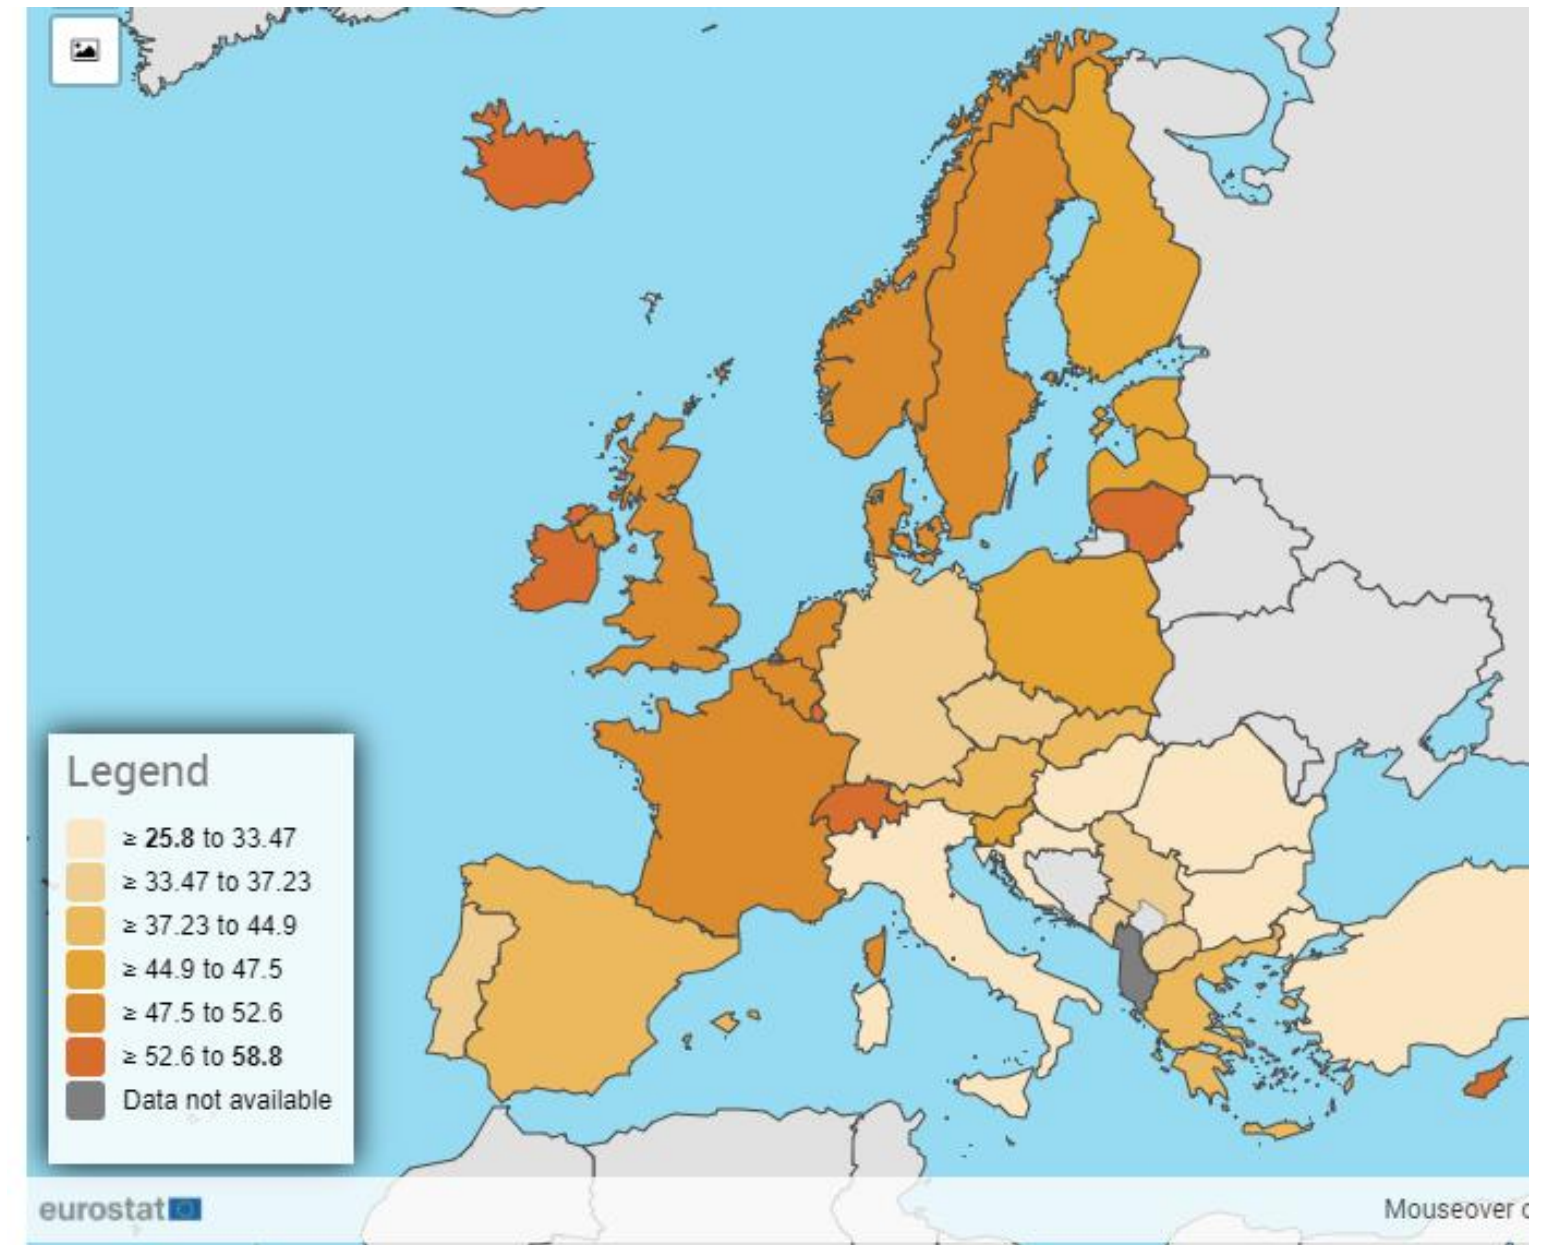 Legend
≥ 25.8 to 33.47
≥ 33.47 to 37.23
≥ 37.23 to 44.9
≥ 44.9 to 47.5
≥ 47.5 to 52.6
≥ 52.6 to 58.8
Data not available
eurostat
Mouseover